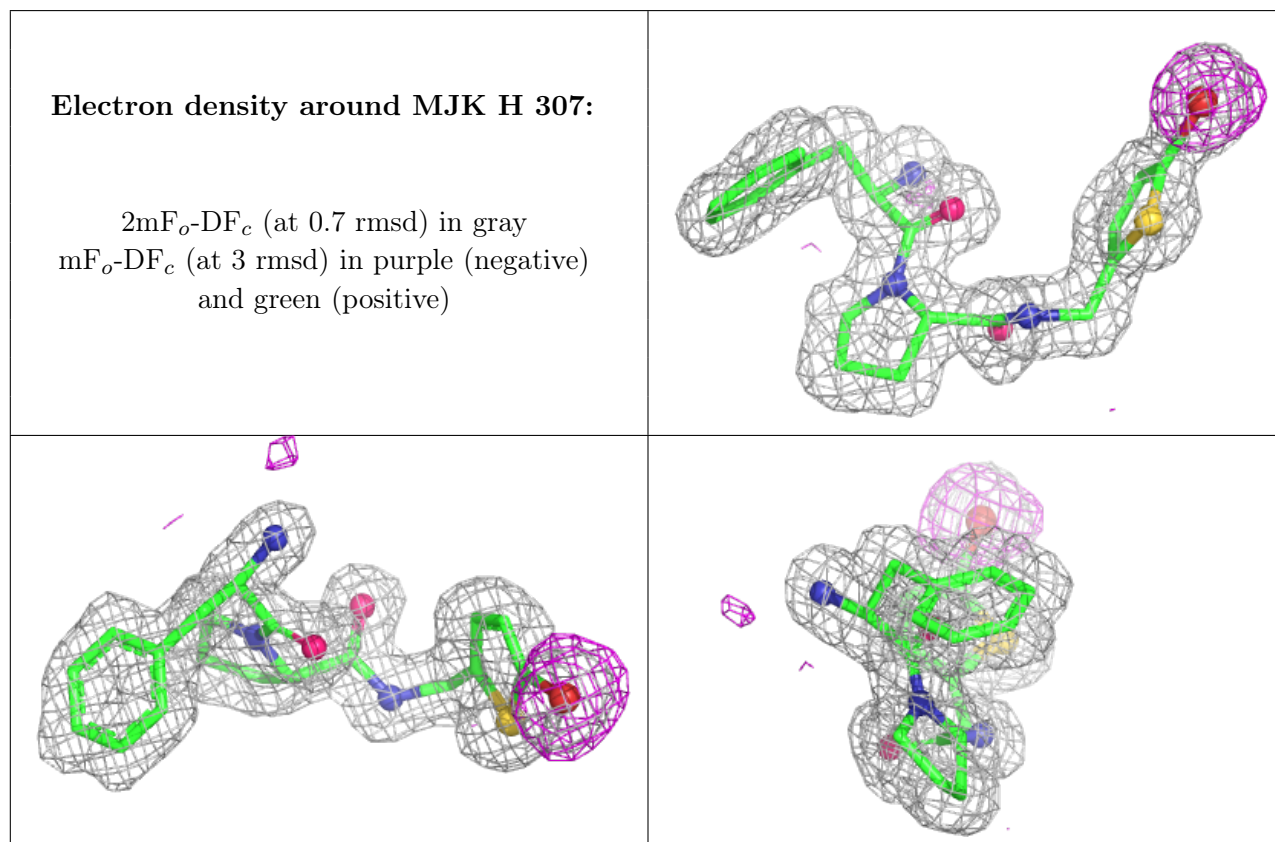 Electron density around MJK H 307:
2mFo-DFc (at 0.7 rmsd) in gray
mFo-DFc (at 3 rmsd) in purple (negative)
and green (positive)